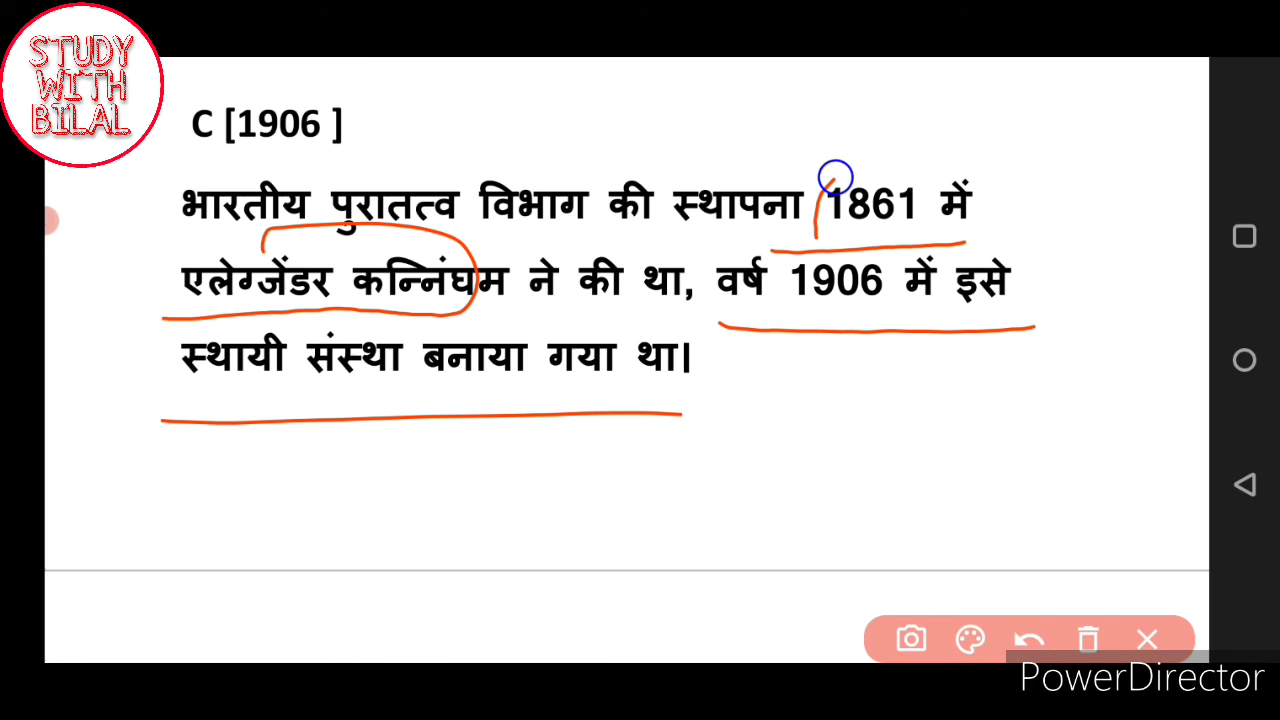 STUDY
WITH
BILAL
C [1906 ]
भारतीय पुरातत्व विभाग की स्थापना 1861 में
एलेग्जेंडर कन्निंघम ने की था, वर्ष 1906 में इसे
स्थायी संस्था बनाया गया था।
PowerDirector